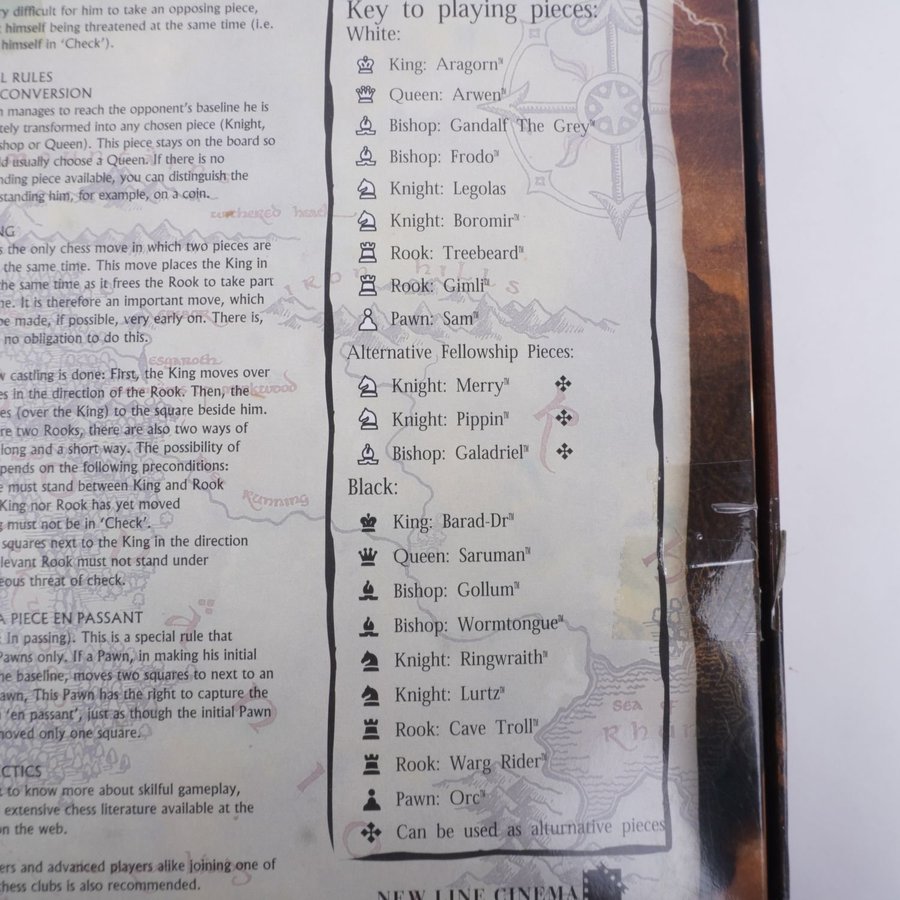 ry difficult for him to take an opposing piece,
himself being threatened at the same time (i.e.
himself in 'Check').
L RULES
CONVERSION
n manages to reach the opponent's baseline he is
tely transformed into any chosen piece (Knight,
shop or Queen). This piece stays on the board so
ld usually choose a Queen. If there is no
nding piece available, you can distinguish the
standing him, for example, on a coin.
NG
s the only chess move in which two pieces are
the same time. This move places the King in
the same time as it frees the Rook to take part
me. It is therefore an important move, which
be made, if possible, very early on. There is,
no obligation to do this.
w castling is done: First, the King moves over
es in the direction of the Rook. Then, the
es (over the King) to the square beside him.
re two Rooks, there are also two ways of
long and a short way. The possibility of
pends on the following preconditions:
e must stand between King and Rook
King nor Rook has yet moved
g must not be in 'Check'.
squares next to the King in the direction
elevant Rook must not stand under
eous threat of check.
A PIECE EN PASSANT
: In passing). This is a special rule that
Pawns only. If a Pawn, in making his initial
he baseline, moves two squares to next to an
awn, This Pawn has the right to capture the
'en passant', just as though the initial Pawn
moved only one square.
CTICS
t to know more about skilful gameplay,
extensive chess literature available at the
on the web.
ers and advanced players alike joining one of
hess clubs is also recommended.
Key to playing pieces:
White:
King: Aragorn™
Queen: Arwen™
Bishop: Gandalf The Grey™
Bishop: Frodo™
Knight: Legolas
Knight: Boromir™
Rook: Treebeard™
Rook: Gimli™
Pawn: Sam™
Alternative Fellowship Pieces:
Knight: Merry™
Knight: Pippin™
Bishop: Galadriel™
Black:
King: Barad-Dr™
Queen: Saruman™
Bishop: Gollum™
Bishop: Wormtongue™
Knight: Ringwraith™
Knight: Lurtz™
Rook: Cave Troll™
Rook: Warg Rider™
Pawn: Orc™
Can be used as alturnative pieces
NEW LINE CINEMA
withered heath
IRON hills
esgaroth
mirkwood
Running
SEA OF
Rhun